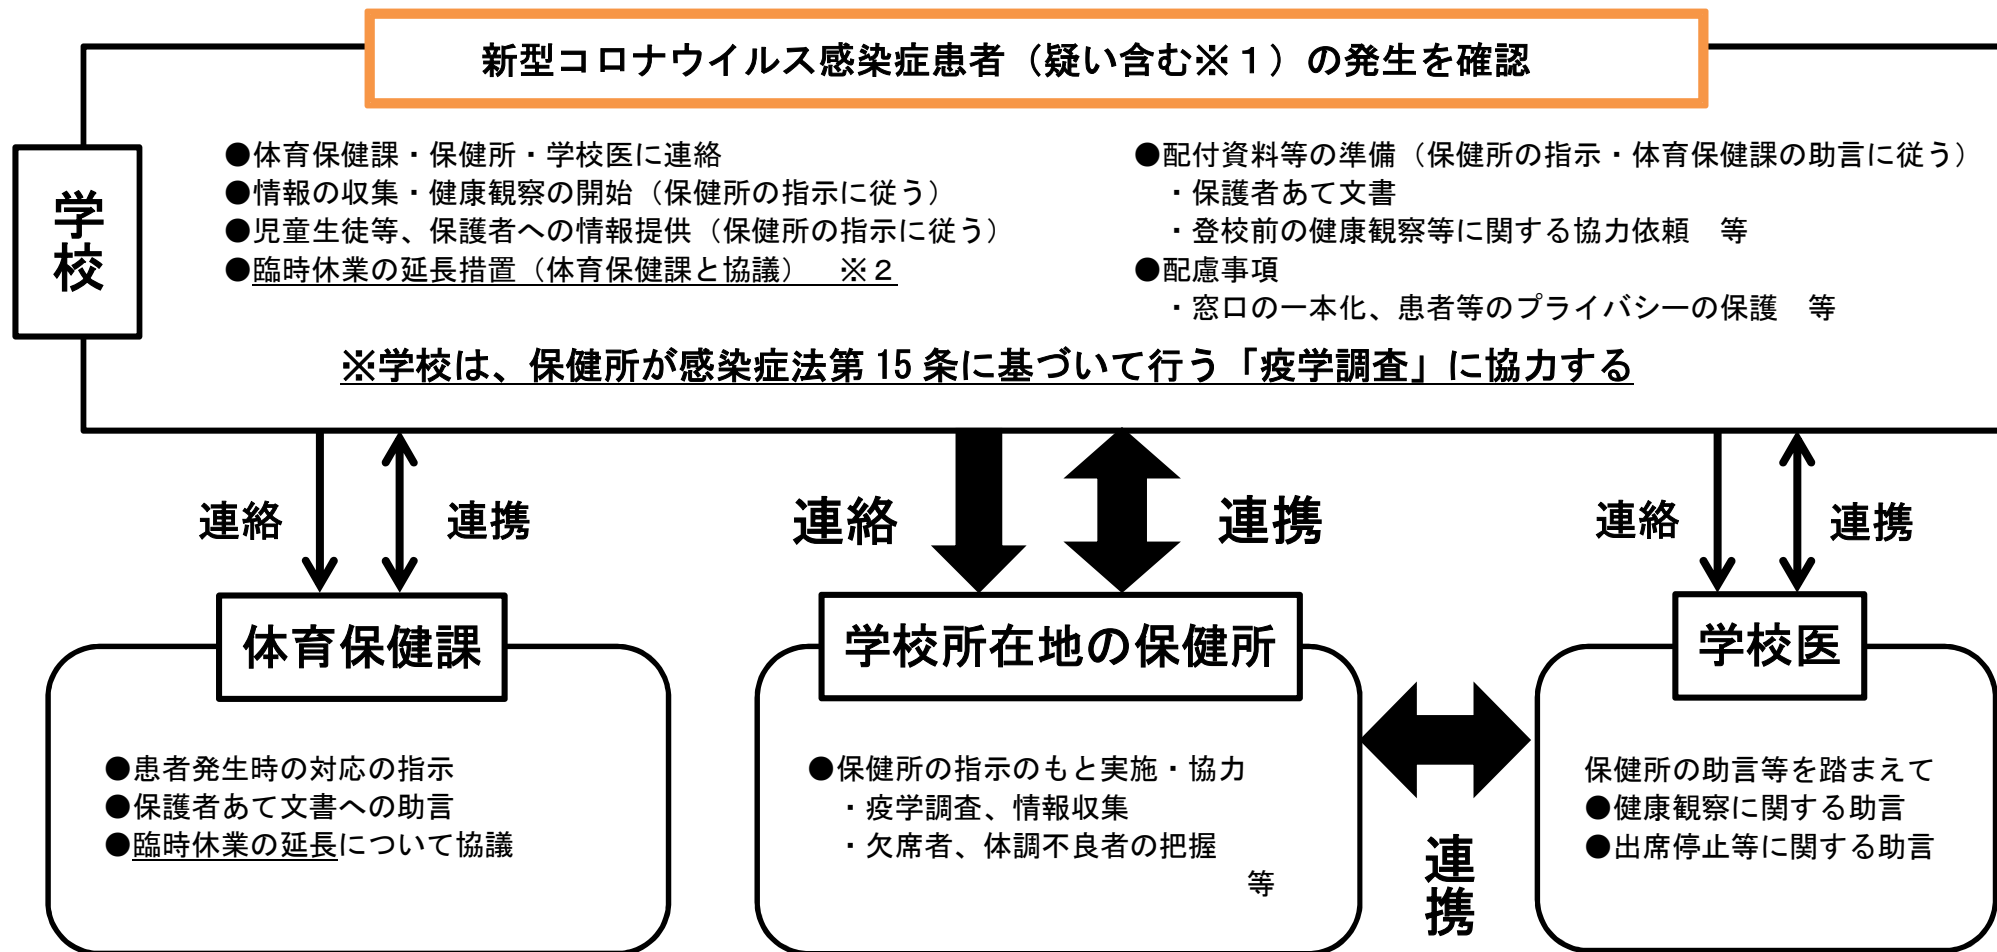 新型コロナウイルス感染症患者（疑い含む※１）の発生を確認
学校
●体育保健課・保健所・学校医に連絡
●情報の収集・健康観察の開始（保健所の指示に従う）
●児童生徒等、保護者への情報提供（保健所の指示に従う）
●臨時休業の延長措置（体育保健課と協議）　※２
●配付資料等の準備（保健所の指示・体育保健課の助言に従う）
・保護者あて文書
・登校前の健康観察等に関する協力依頼　等
●配慮事項
・窓口の一本化、患者等のプライバシーの保護　等
※学校は、保健所が感染症法第 15 条に基づいて行う「疫学調査」に協力する
連絡
連携
連絡
連携
連絡
連携
体育保健課
●患者発生時の対応の指示
●保護者あて文書への助言
●臨時休業の延長について協議
学校所在地の保健所
●保健所の指示のもと実施・協力
・疫学調査、情報収集
・欠席者、体調不良者の把握
等
連携
学校医
保健所の助言等を踏まえて
●健康観察に関する助言
●出席停止等に関する助言